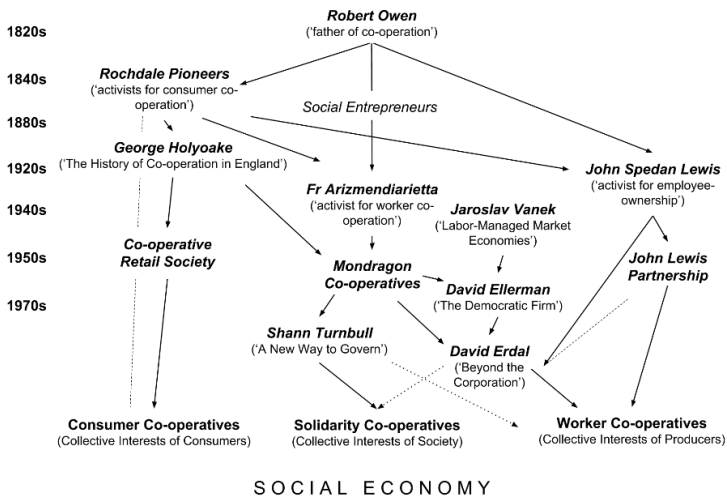 Robert Owen
1820s
('father of co-operation')
Rochdale Pioneers
1840s
('activists for consumer co-
operation')
Social Entrepreneurs
1880s
George Holyoake
('The History of Co-operation in England')
1920s
John Spedan Lewis
('activist for employee-
ownership')
Fr Arizmendiarietta
('activist for worker co-
operation')
1940s
Jaroslav Vanek
('Labor-Managed Market
Economies')
Co-operative
Retail Society
1950s
Mondragon
Co-operatives
John Lewis
Partnership
David Ellerman
('The Democratic Firm')
1970s
Shann Turnbull
('A New Way to Govern')
David Erdal
('Beyond the
Corporation')
Consumer Co-operatives
(Collective Interests of Consumers)
Solidarity Co-operatives
(Collective Interests of Society)
Worker Co-operatives
(Collective Interests of Producers)
SOCIAL ECONOMY